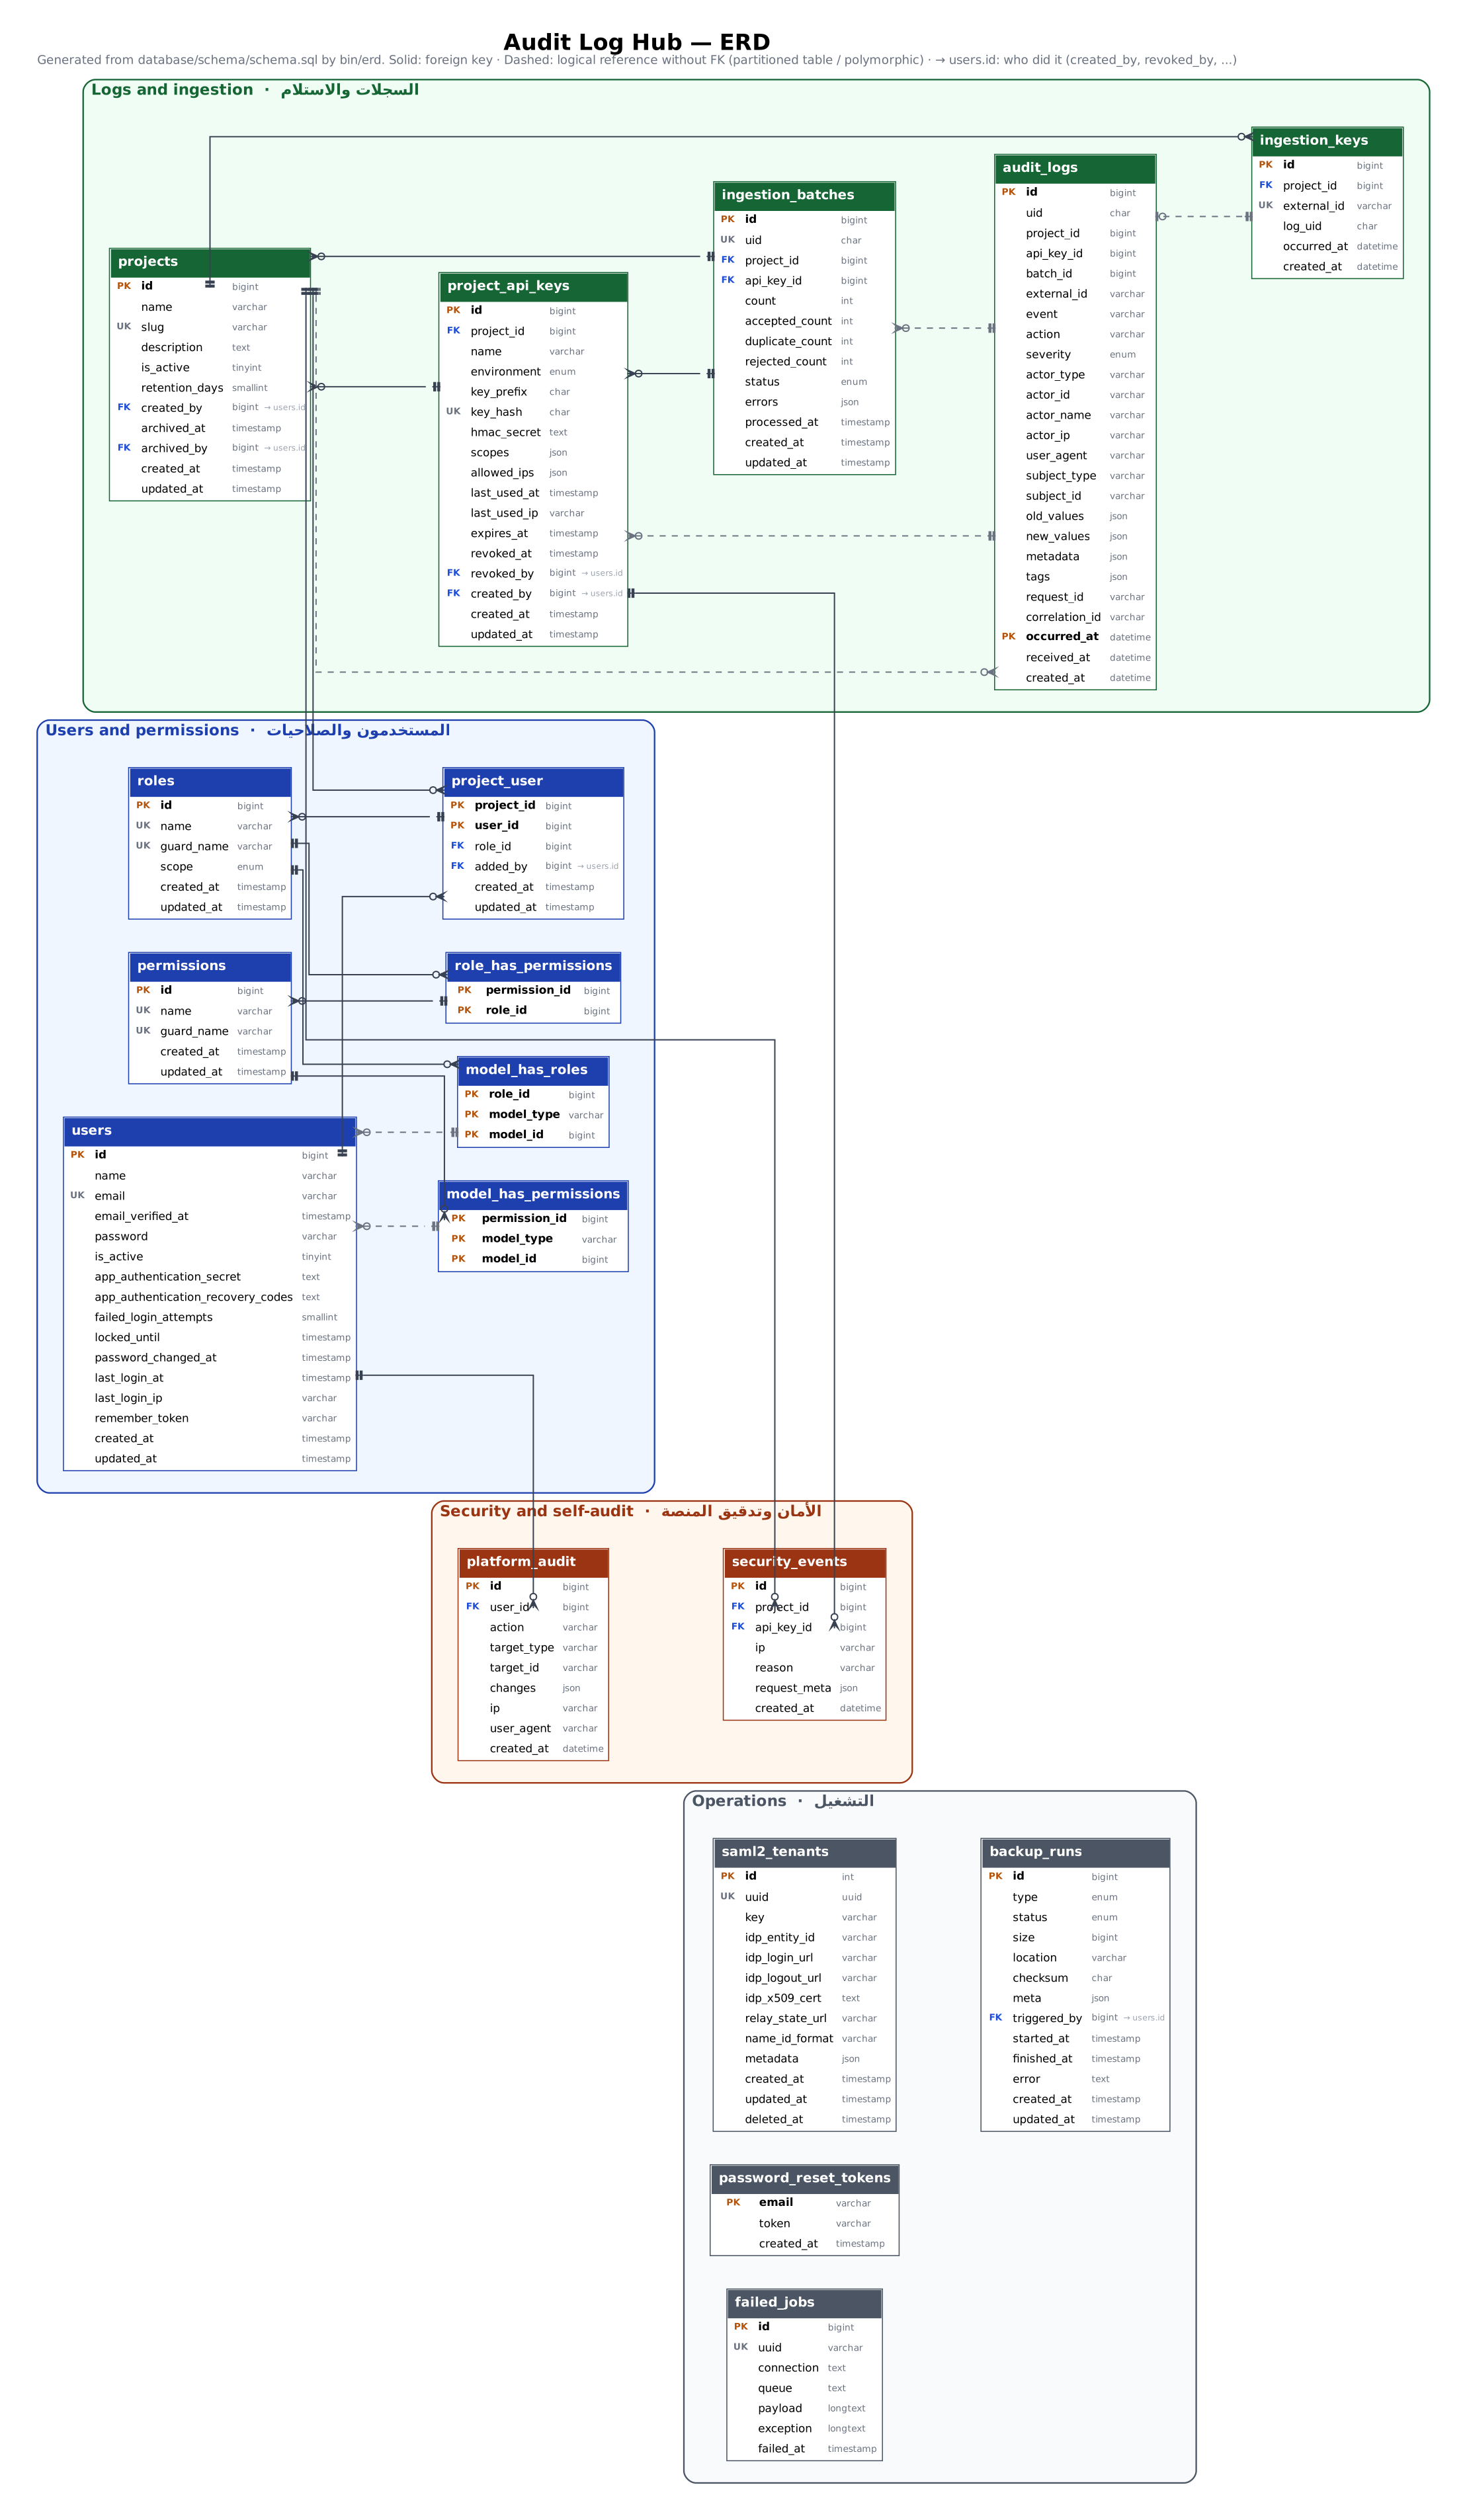 Audit Log Hub — ERD
Generated from database/schema/schema.sql by bin/erd. Solid: foreign key · Dashed: logical reference without FK (partitioned table / polymorphic) · → users.id: who did it (created_by, revoked_by, ...)
Logs and ingestion · السجلات والاستلام
projects
PK id bigint
name varchar
UK slug varchar
description text
is_active tinyint
retention_days smallint
FK created_by bigint → users.id
archived_at timestamp
FK archived_by bigint → users.id
created_at timestamp
updated_at timestamp
project_api_keys
PK id bigint
FK project_id bigint
name varchar
environment enum
key_prefix char
UK key_hash char
hmac_secret text
scopes json
allowed_ips json
last_used_at timestamp
last_used_ip varchar
expires_at timestamp
revoked_at timestamp
FK revoked_by bigint → users.id
FK created_by bigint → users.id
created_at timestamp
updated_at timestamp
ingestion_batches
PK id bigint
UK uid char
FK project_id bigint
FK api_key_id bigint
count int
accepted_count int
duplicate_count int
rejected_count int
status enum
errors json
processed_at timestamp
created_at timestamp
updated_at timestamp
audit_logs
PK id bigint
uid char
project_id bigint
api_key_id bigint
batch_id bigint
external_id varchar
event varchar
action varchar
severity enum
actor_type varchar
actor_id varchar
actor_name varchar
actor_ip varchar
user_agent varchar
subject_type varchar
subject_id varchar
old_values json
new_values json
metadata json
tags json
request_id varchar
correlation_id varchar
PK occurred_at datetime
received_at datetime
created_at datetime
ingestion_keys
PK id bigint
FK project_id bigint
UK external_id varchar
log_uid char
occurred_at datetime
created_at datetime
Users and permissions · المستخدمون والصلاحيات
roles
PK id bigint
UK name varchar
UK guard_name varchar
scope enum
created_at timestamp
updated_at timestamp
project_user
PK project_id bigint
PK user_id bigint
FK role_id bigint
FK added_by bigint → users.id
created_at timestamp
updated_at timestamp
permissions
PK id bigint
UK name varchar
UK guard_name varchar
created_at timestamp
updated_at timestamp
role_has_permissions
PK permission_id bigint
PK role_id bigint
model_has_roles
PK role_id bigint
PK model_type varchar
PK model_id bigint
users
PK id bigint
name varchar
UK email varchar
email_verified_at timestamp
password varchar
is_active tinyint
app_authentication_secret text
app_authentication_recovery_codes text
failed_login_attempts smallint
locked_until timestamp
password_changed_at timestamp
last_login_at timestamp
last_login_ip varchar
remember_token varchar
created_at timestamp
updated_at timestamp
model_has_permissions
PK permission_id bigint
PK model_type varchar
PK model_id bigint
Security and self-audit · الأمان وتدقيق المنصة
platform_audit
PK id bigint
FK user_id bigint
action varchar
target_type varchar
target_id varchar
changes json
ip varchar
user_agent varchar
created_at datetime
security_events
PK id bigint
FK project_id bigint
FK api_key_id bigint
ip varchar
reason varchar
request_meta json
created_at datetime
Operations · التشغيل
saml2_tenants
PK id int
UK uuid uuid
key varchar
idp_entity_id varchar
idp_login_url varchar
idp_logout_url varchar
idp_x509_cert text
relay_state_url varchar
name_id_format varchar
metadata json
created_at timestamp
updated_at timestamp
deleted_at timestamp
backup_runs
PK id bigint
type enum
status enum
size bigint
location varchar
checksum char
meta json
FK triggered_by bigint → users.id
started_at timestamp
finished_at timestamp
error text
created_at timestamp
updated_at timestamp
password_reset_tokens
PK email varchar
token varchar
created_at timestamp
failed_jobs
PK id bigint
UK uuid varchar
connection text
queue text
payload longtext
exception longtext
failed_at timestamp